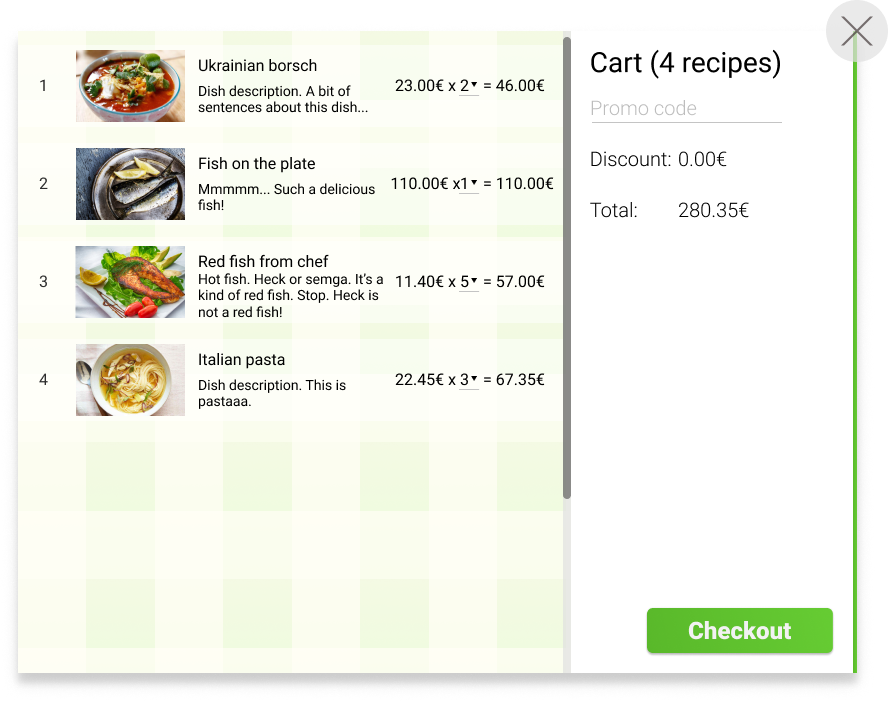 Cart (4 recipes)
1
Ukrainian borsch
Dish description. A bit of
sentences about this dish...
23.00€ x 2 = 46.00€
Promo code
2
Fish on the plate
Mmmmm... Such a delicious
fish!
110.00€ x1 = 110.00€
Discount: 0.00€
Total: 280.35€
3
Red fish from chef
Hot fish. Heck or semga. It's a
kind of red fish. Stop. Heck is
not a red fish!
11.40€ x 5 = 57.00€
4
Italian pasta
Dish description. This is
pastaaa.
22.45€ x 3 = 67.35€
Checkout